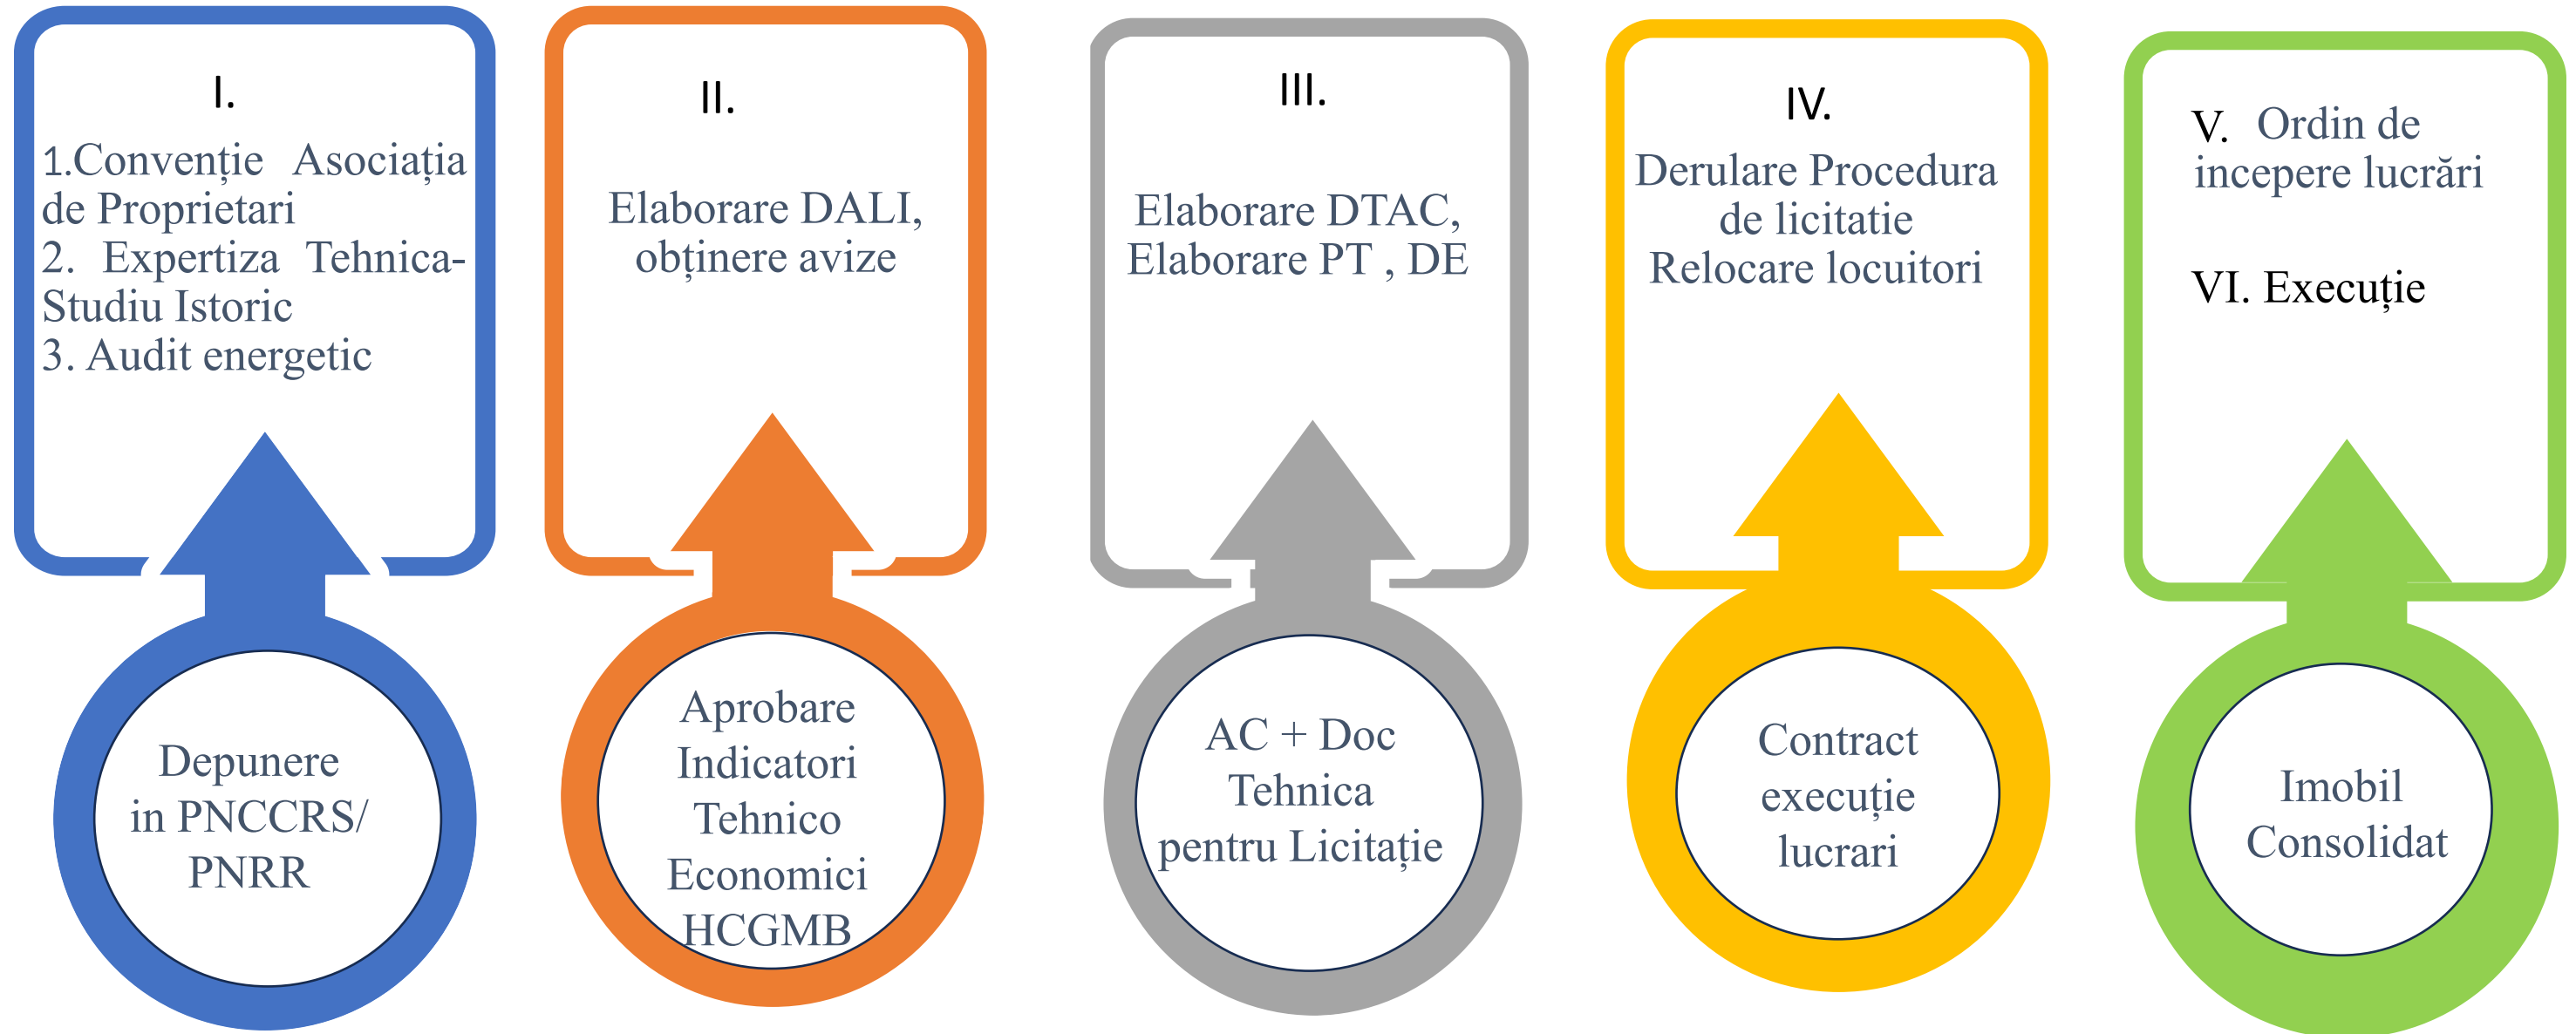 I.
1.Convenție Asociația
de Proprietari
2. Expertiza Tehnica-
Studiu Istoric
3. Audit energetic
Depunere
in PNCCRS/
PNRR
II.
Elaborare DALI,
obținere avize
Aprobare
Indicatori
Tehnico
Economici
HCGMB
III.
Elaborare DTAC,
Elaborare PT , DE
AC + Doc
Tehnica
pentru Licitație
IV.
Derulare Procedura
de licitatie
Relocare locuitori
Contract
execuție
lucrari
V. Ordin de
incepere lucrări
VI. Execuție
Imobil
Consolidat